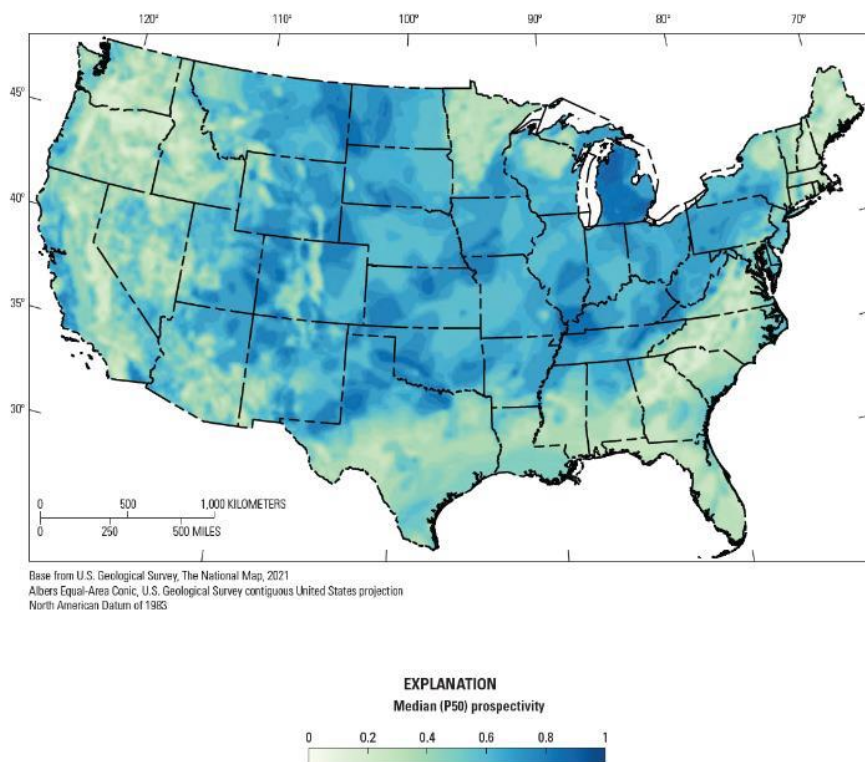 120° 110° 100° 90° 80° 70°
45°
40°
35°
30°
0 500 1,000 KILOMETERS
0 250 500 MILES
Base from U.S. Geological Survey, The National Map, 2021
Albers Equal-Area Conic, U.S. Geological Survey contiguous United States projection
North American Datum of 1983
EXPLANATION
Median (P50) prospectivity
0 0.2 0.4 0.6 0.8 1